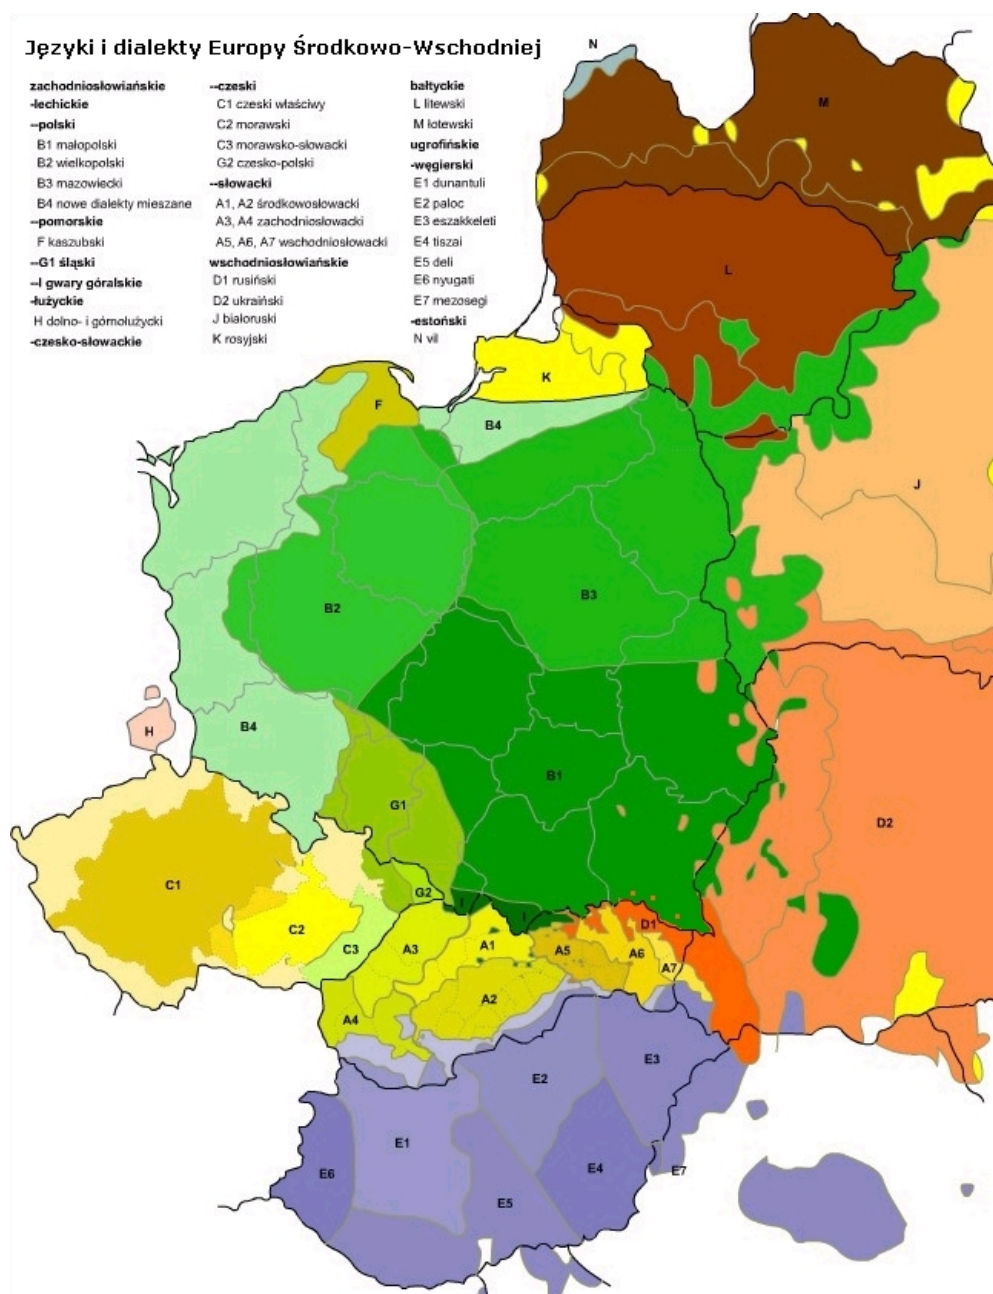 Języki i dialekty Europy Środkowo-Wschodniej
zachodniosłowiańskie
-lechickie
--polski
B1 małopolski
B2 wielkopolski
B3 mazowiecki
B4 nowe dialekty mieszane
--pomorskie
F kaszubski
--G1 śląski
--I gwary góralskie
-łużyckie
H dolno- i górnołużycki
-czesko-słowackie
--czeski
C1 czeski właściwy
C2 morawski
C3 morawsko-słowacki
G2 czesko-polski
--słowacki
A1, A2 środkowosłowacki
A3, A4 zachodniosłowacki
A5, A6, A7 wschodniosłowacki
wschodniosłowiańskie
D1 rusiński
D2 ukraiński
J białoruski
K rosyjski
bałtyckie
L litewski
M łotewski
ugrofińskie
-węgierski
E1 dunantuli
E2 paloc
E3 eszakkeleti
E4 tiszai
E5 deli
E6 nyugati
E7 mezosegi
-estoński
N vil
N
M
L
K
F
B4
J
B2
B3
H
B4
B1
G1
D2
C1
G2
I
I
C2
C3
A3
A1
A5
D1
A6
A7
A2
A4
E3
E2
E1
E6
E4
E7
E5